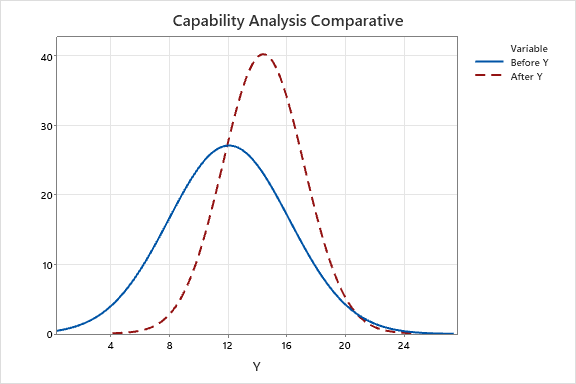 Capability Analysis Comparative
Variable
Before Y
After Y
40
30
20
10
0
4 8 12 16 20 24
Y